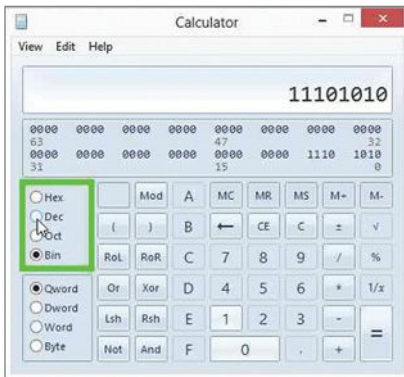 Calculator
View Edit Help
11101010
0000 0000 0000 0000 0000 0000 0000 0000
63 47 32
0000 0000 0000 0000 0000 0000 1110 1010
31 15 0
Hex Mod A MC MR MS M+ M-
Dec ( ) B ← CE C ± √
Oct
Bin RoL RoR C 7 8 9 / %
Qword Or Xor D 4 5 6 * 1/x
Dword Lsh Rsh E 1 2 3 - =
Word
Byte Not And F 0 . +